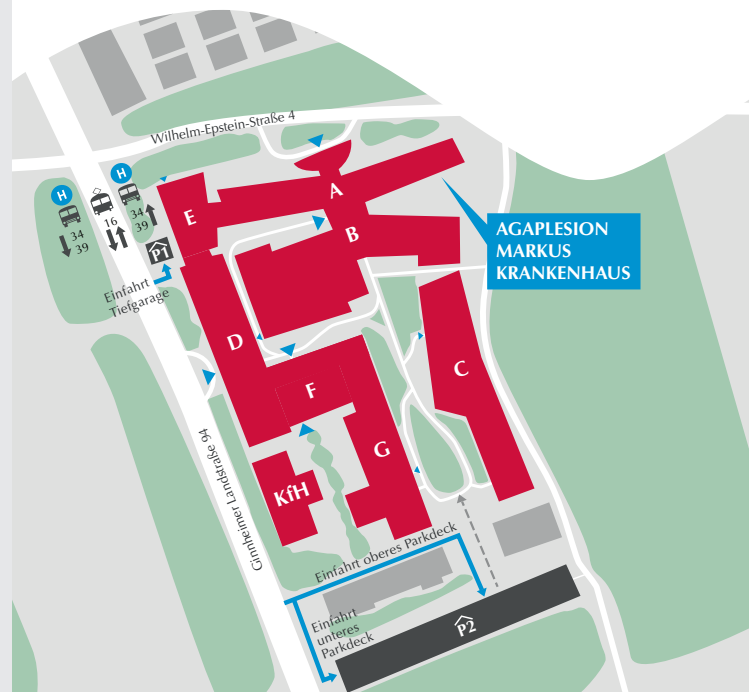 Wilhelm-Epstein-Straße 4
H
H
34
39
16
34
39
P1
Einfahrt
Tiefgarage
E
A
B
AGAPLESION
MARKUS
KRANKENHAUS
D
C
F
G
KfH
Ginnheimer Landstraße 94
Einfahrt oberes Parkdeck
Einfahrt
unteres
Parkdeck
P2